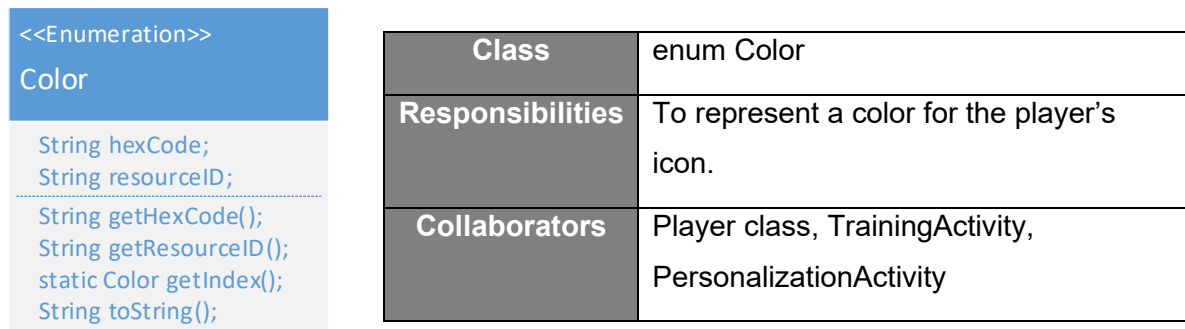 <<Enumeration>>
Color
String hexCode;
String resourceID;
String getHexCode();
String getResourceID();
static Color getIndex();
String toString();
Class enum Color
Responsibilities To represent a color for the player’s
icon.
Collaborators Player class, TrainingActivity,
PersonalizationActivity